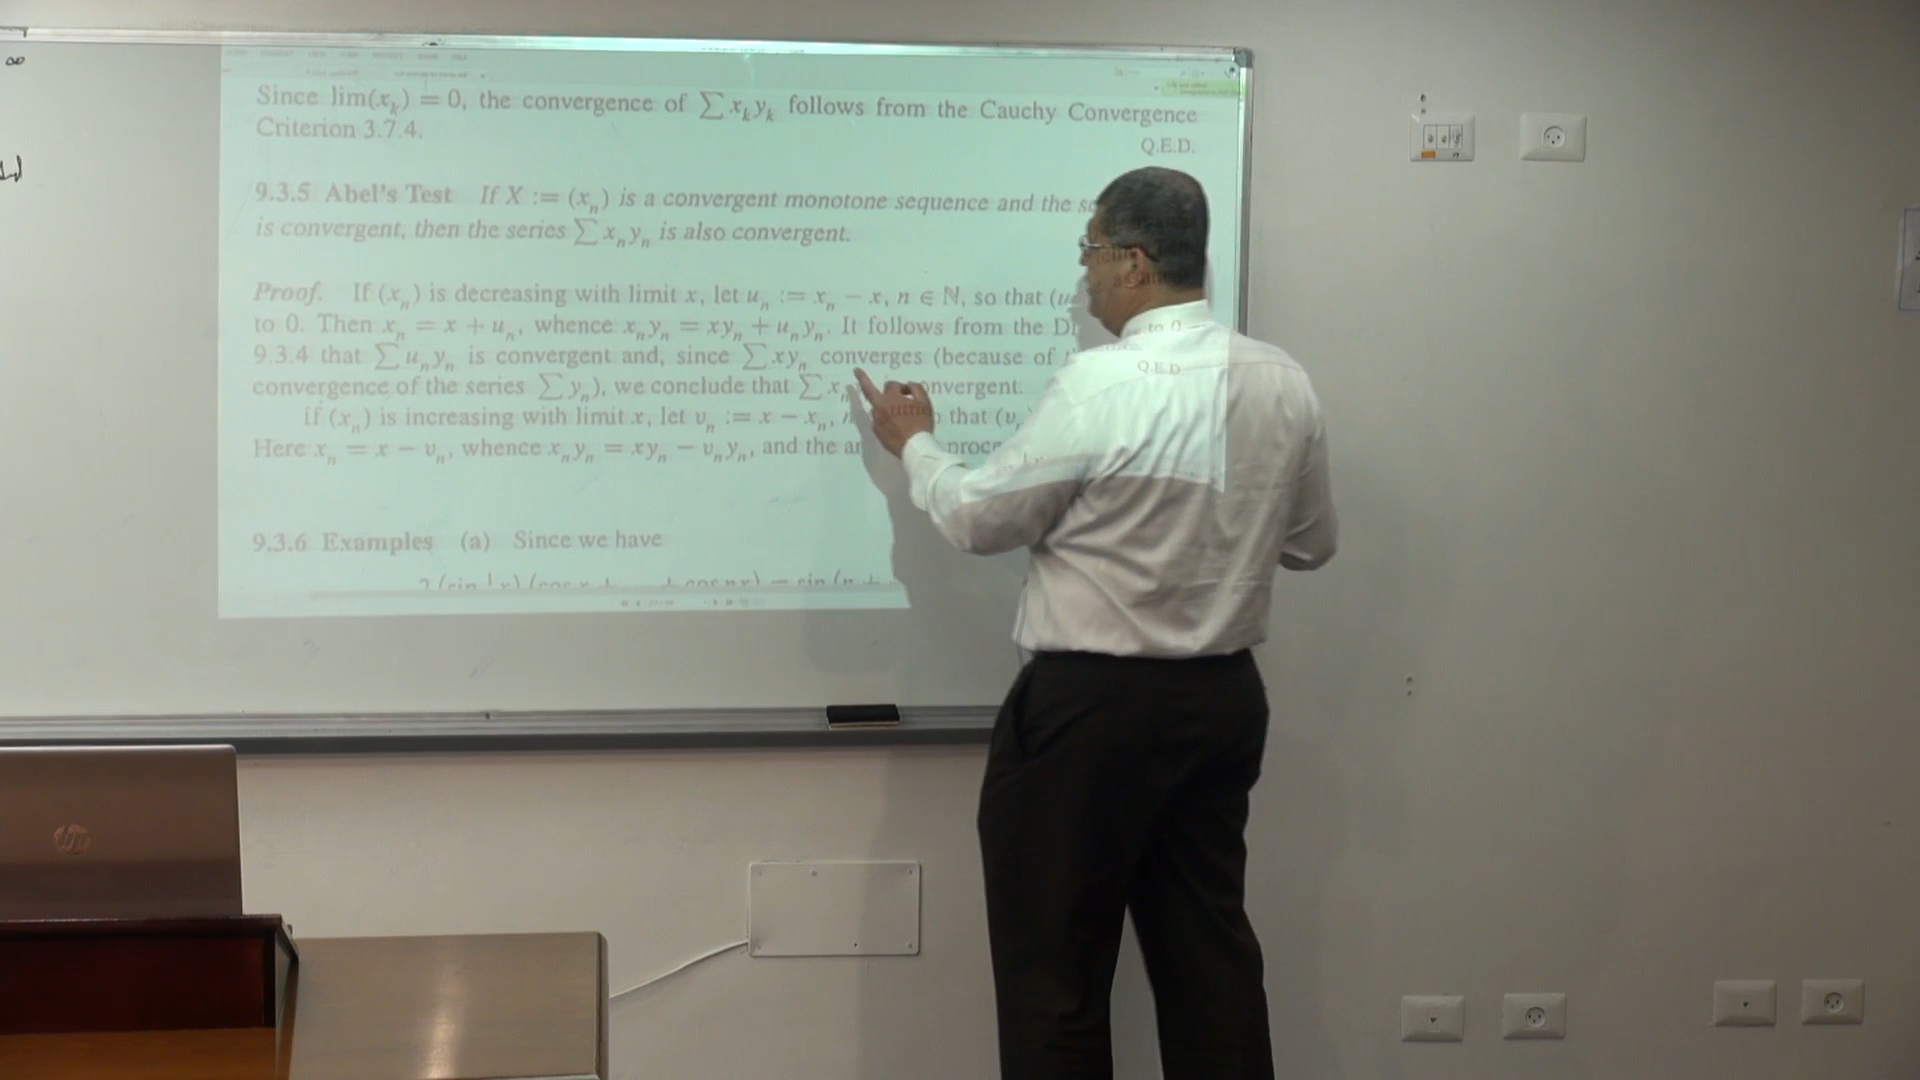 ∞
Since lim(x_k) = 0, the convergence of ∑ x_k y_k follows from the Cauchy Convergence
Criterion 3.7.4.
Q.E.D.
9.3.5 Abel's Test If X := (x_n) is a convergent monotone sequence and the
is convergent, then the series ∑ x_n y_n is also convergent.
Proof. If (x_n) is decreasing with limit x, let u_n := x_n − x, n ∈ ℕ, so that (u
to 0. Then x_n = x + u_n, whence x_n y_n = xy_n + u_n y_n. It follows from the to 0
9.3.4 that ∑ u_n y_n is convergent and, since ∑ xy_n converges (because of
convergence of the series ∑ y_n), we conclude that ∑ x_n convergent. Q.E.D.
If (x_n) is increasing with limit x, let v_n := x − x_n, that (v
Here x_n = x − v_n, whence x_n y_n = xy_n − v_n y_n, and the
9.3.6 Examples (a) Since we have
hp